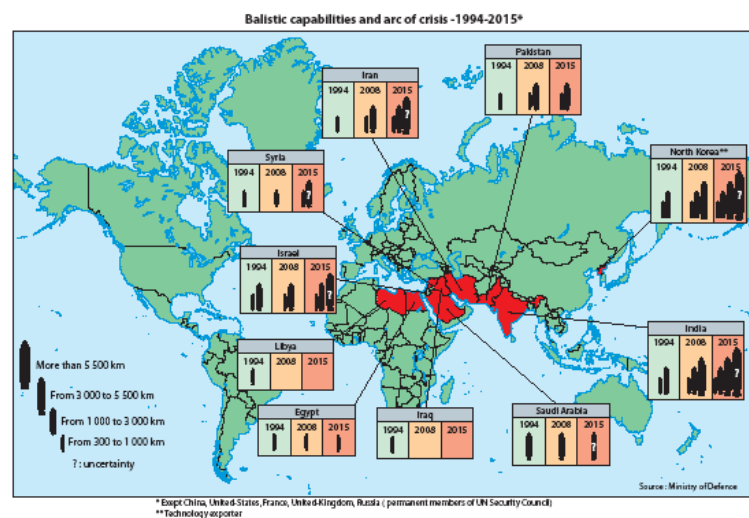 Balistic capabilities and arc of crisis -1994-2015*
Pakistan
1994 2008 2015
Iran
1994 2008 2015
?
North Korea**
1994 2008 2015
?
Syria
1994 2008 2015
?
Israel
1994 2008 2015
?
India
1994 2008 2015
?
Libya
1994 2008 2015
Egypt
1994 2008 2015
Iraq
1994 2008 2015
Saudi Arabia
1994 2008 2015
?
More than 5 500 km
From 3 000 to 5 500 km
From 1 000 to 3 000 km
From 300 to 1 000 km
? : uncertainty
Source : Ministry of Defence
* Exept China, United-States, France, United-Kingdom, Russia ( permanent members of UN Security Council)
** Technology exporter